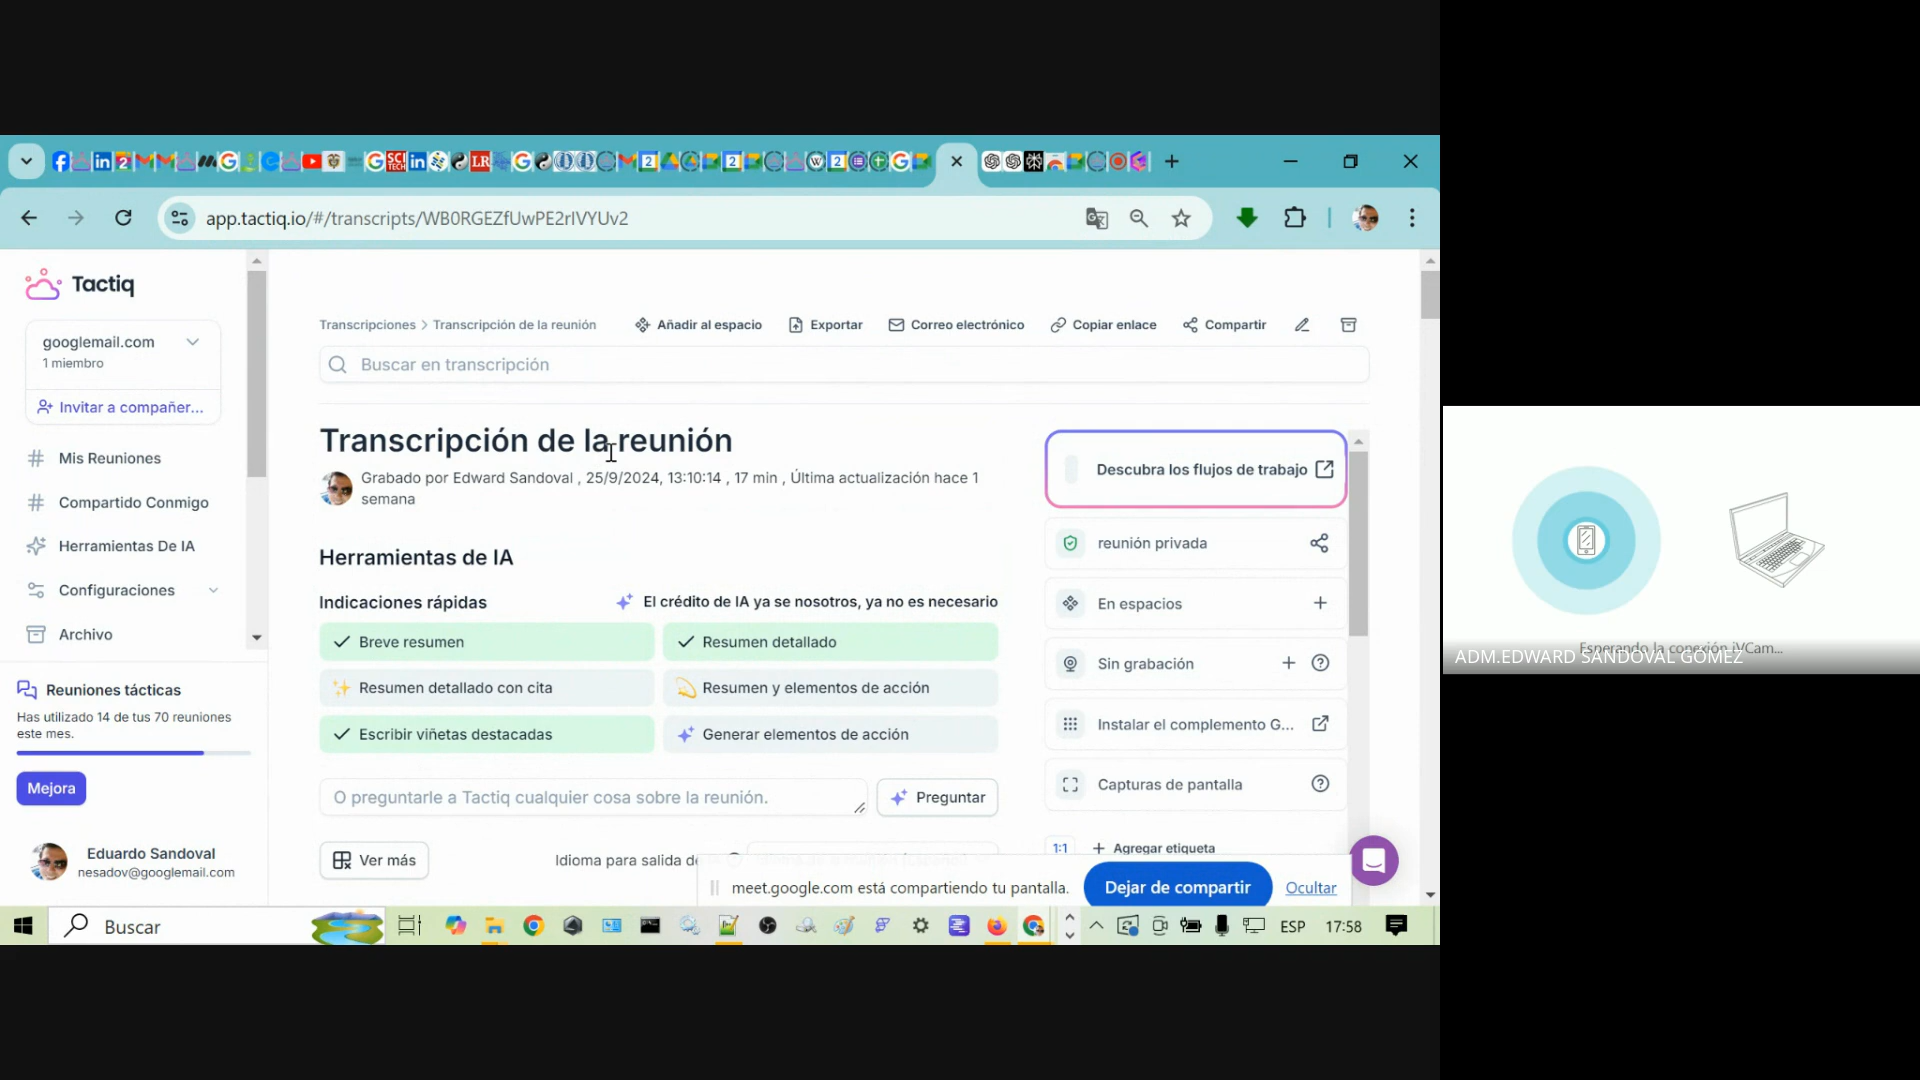 app.tactiq.io/#/transcripts/WB0RGEZfUwPE2rlVYUv2
Tactiq
googlemail.com
1 miembro
Invitar a compañer...
Mis Reuniones
Compartido Conmigo
Herramientas De IA
Configuraciones
Archivo
Reuniones tácticas
Has utilizado 14 de tus 70 reuniones
este mes.
Mejora
Eduardo Sandoval
nesadov@googlemail.com
Transcripciones > Transcripción de la reunión
Añadir al espacio
Exportar
Correo electrónico
Copiar enlace
Compartir
Buscar en transcripción
Transcripción de la reunión
Grabado por Edward Sandoval , 25/9/2024, 13:10:14 , 17 min , Última actualización hace 1
semana
Herramientas de IA
Indicaciones rápidas
El crédito de IA ya se nosotros, ya no es necesario
Breve resumen
Resumen detallado
Resumen detallado con cita
Resumen y elementos de acción
Escribir viñetas destacadas
Generar elementos de acción
O preguntarle a Tactiq cualquier cosa sobre la reunión.
Preguntar
Ver más
Idioma para salida de
Descubra los flujos de trabajo
reunión privada
En espacios
Sin grabación
Instalar el complemento G...
Capturas de pantalla
1:1
Agregar etiqueta
meet.google.com está compartiendo tu pantalla.
Dejar de compartir
Ocultar
Buscar
ESP
17:58
Esperando la conexión iVCam...
ADM.EDWARD SANDOVAL GOMEZ